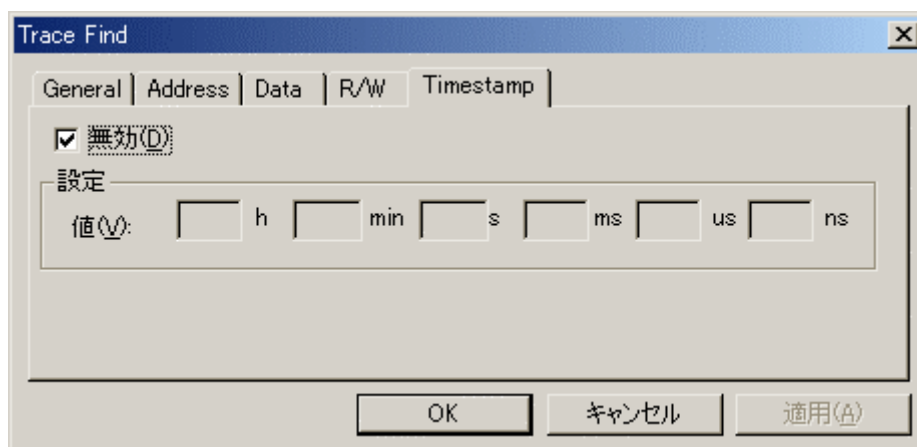 Trace Find
General Address Data R/W Timestamp
無効(D)
設定
値(V): h min s ms us ns
OK キャンセル 適用(A)